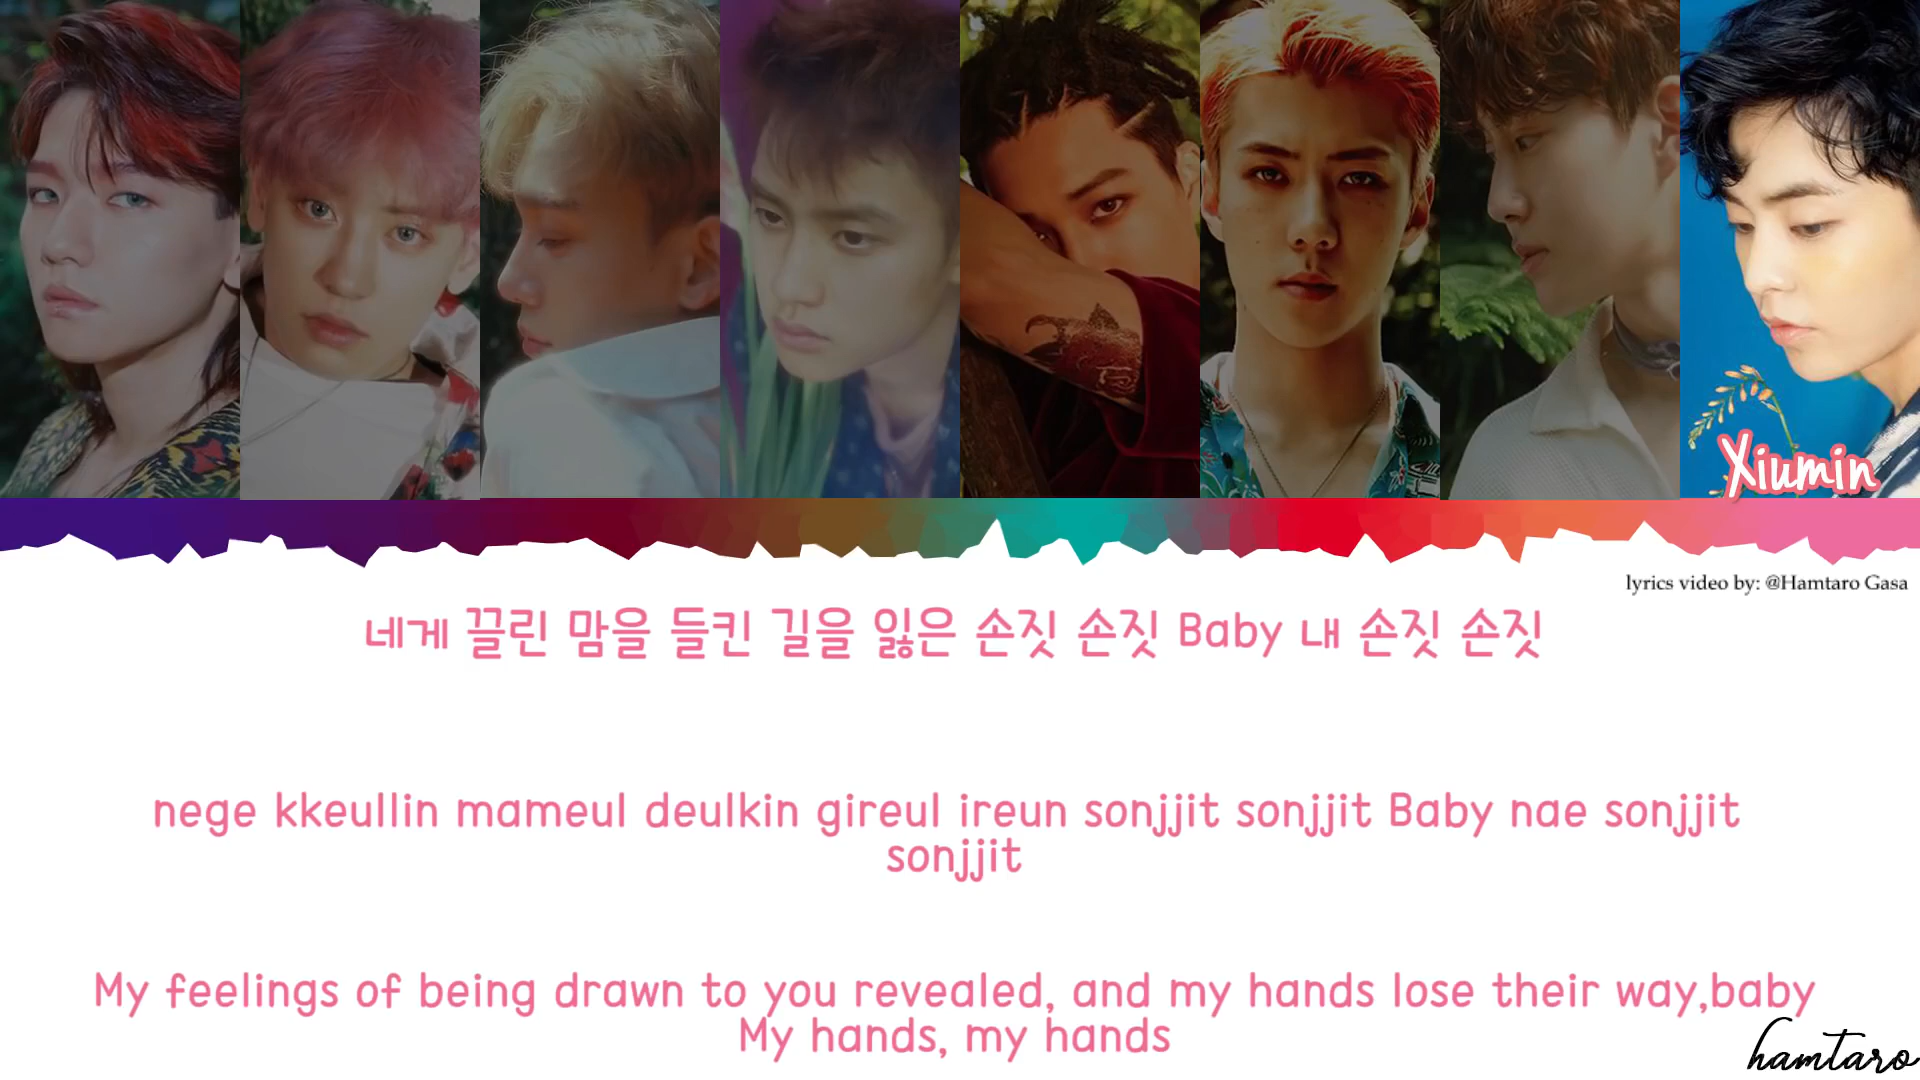 Xiumin
lyrics video by: @Hamtaro Gasa
네게 끌린 맘을 들킨 길을 잃은 손짓 손짓 Baby 내 손짓 손짓
nege kkeullin mameul deulkin gireul ireun sonjjit sonjjit Baby nae sonjjit
sonjjit
My feelings of being drawn to you revealed, and my hands lose their way,baby
My hands, my hands
hamtaro